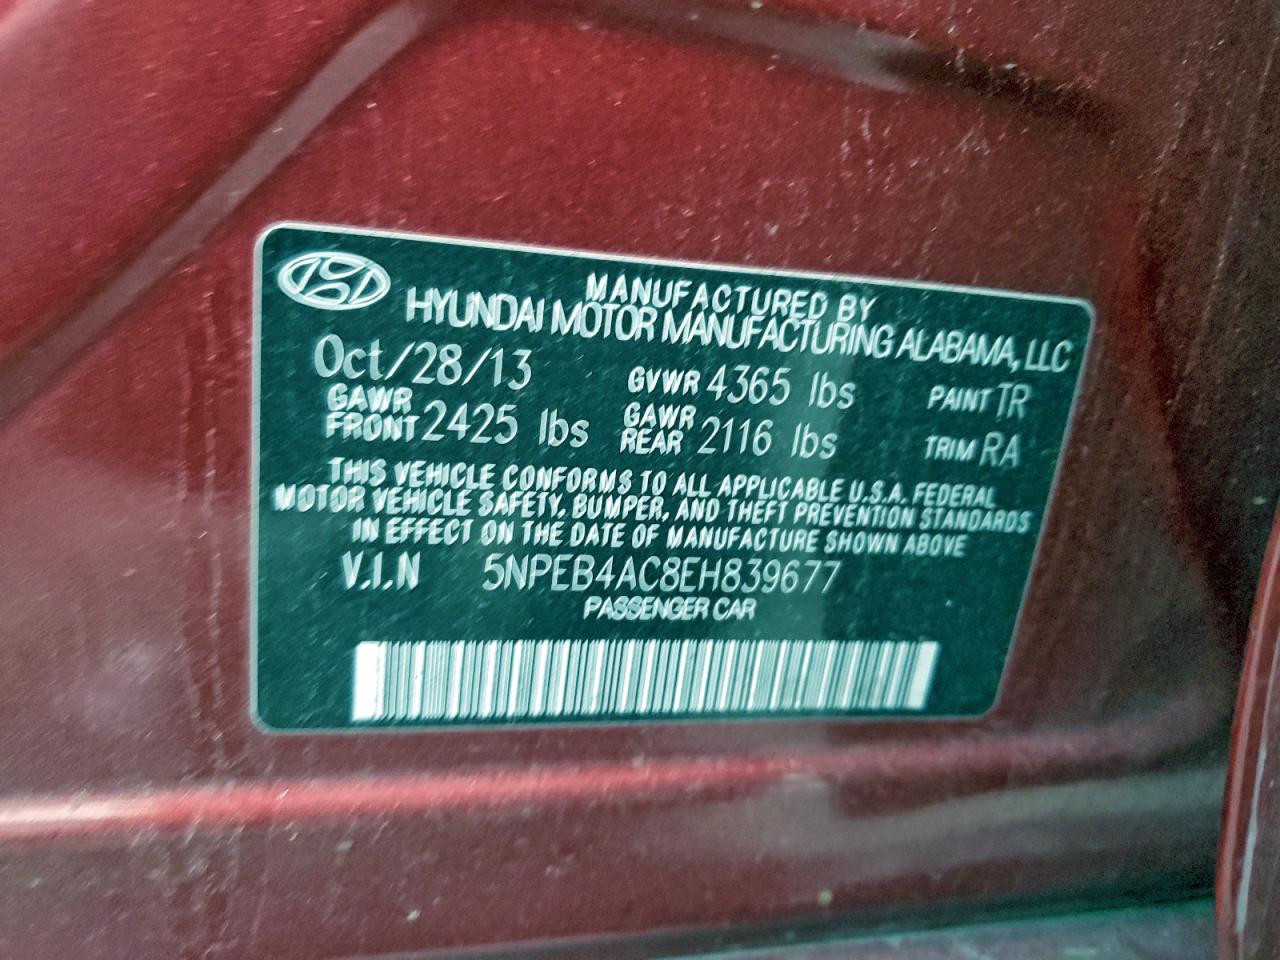 MANUFACTURED BY
HYUNDAI MOTOR MANUFACTURING ALABAMA, LLC
Oct/28/13 GVWR 4365 lbs PAINT TR
GAWR FRONT 2425 lbs GAWR REAR 2116 lbs TRIM RA
THIS VEHICLE CONFORMS TO ALL APPLICABLE U.S.A. FEDERAL
MOTOR VEHICLE SAFETY, BUMPER, AND THEFT PREVENTION STANDARDS
IN EFFECT ON THE DATE OF MANUFACTURE SHOWN ABOVE
V.I.N 5NPEB4AC8EH839677
PASSENGER CAR